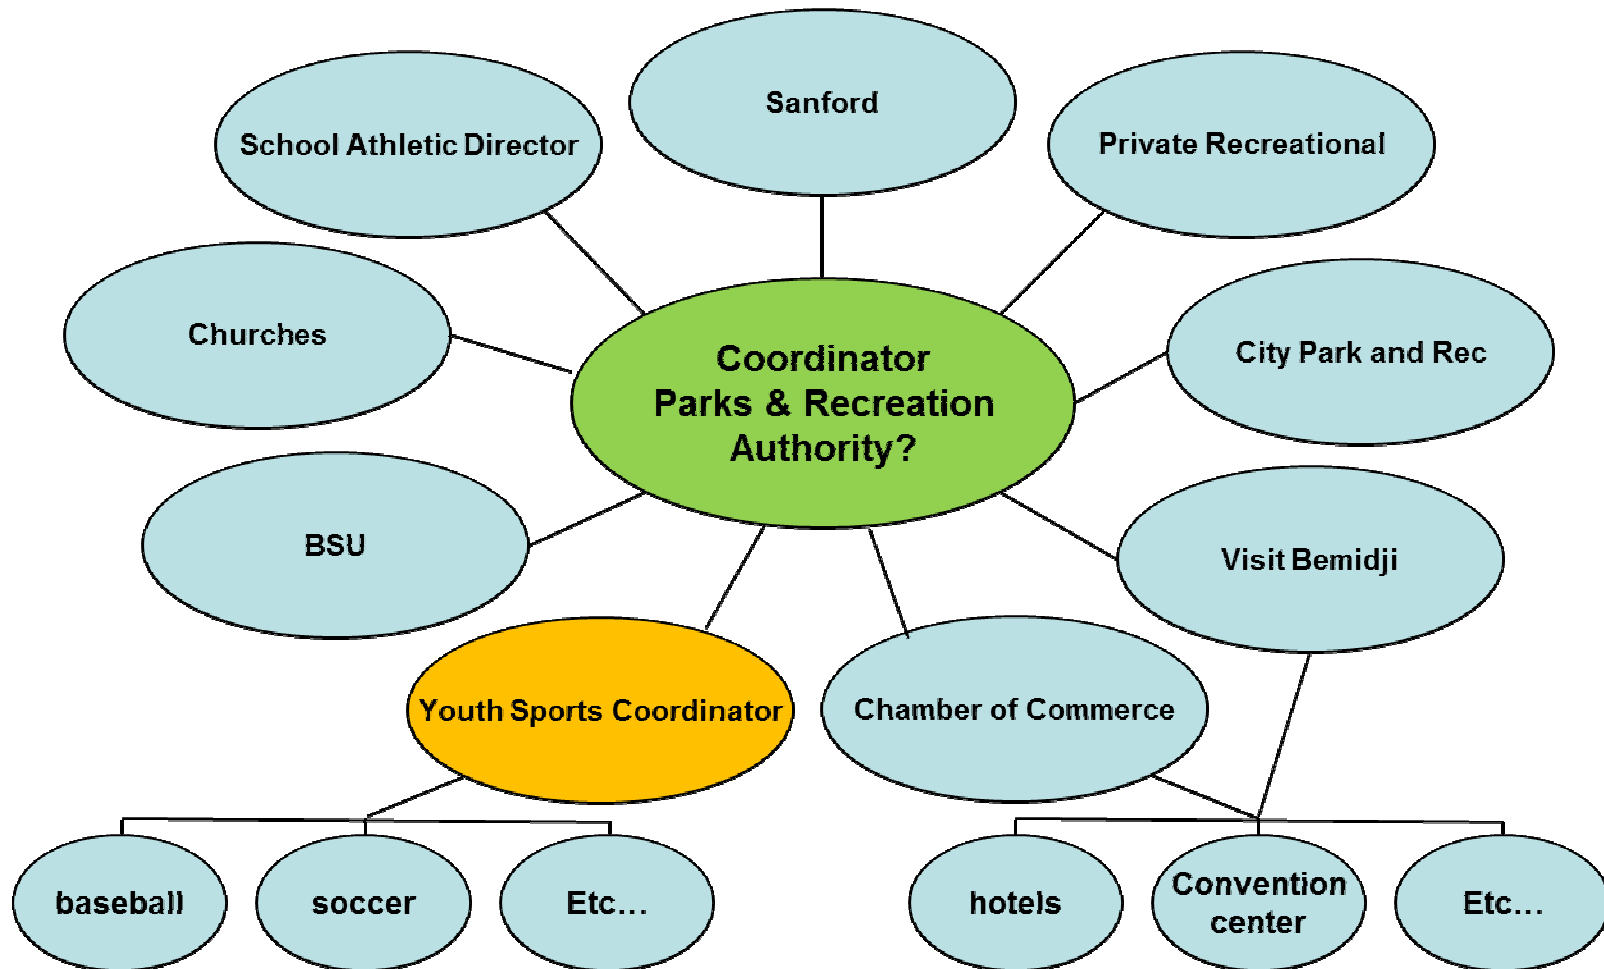 Sanford
School Athletic Director
Private Recreational
Churches
City Park and Rec
Coordinator
Parks & Recreation
Authority?
BSU
Visit Bemidji
Youth Sports Coordinator
Chamber of Commerce
baseball
soccer
Etc...
hotels
Convention
center
Etc...